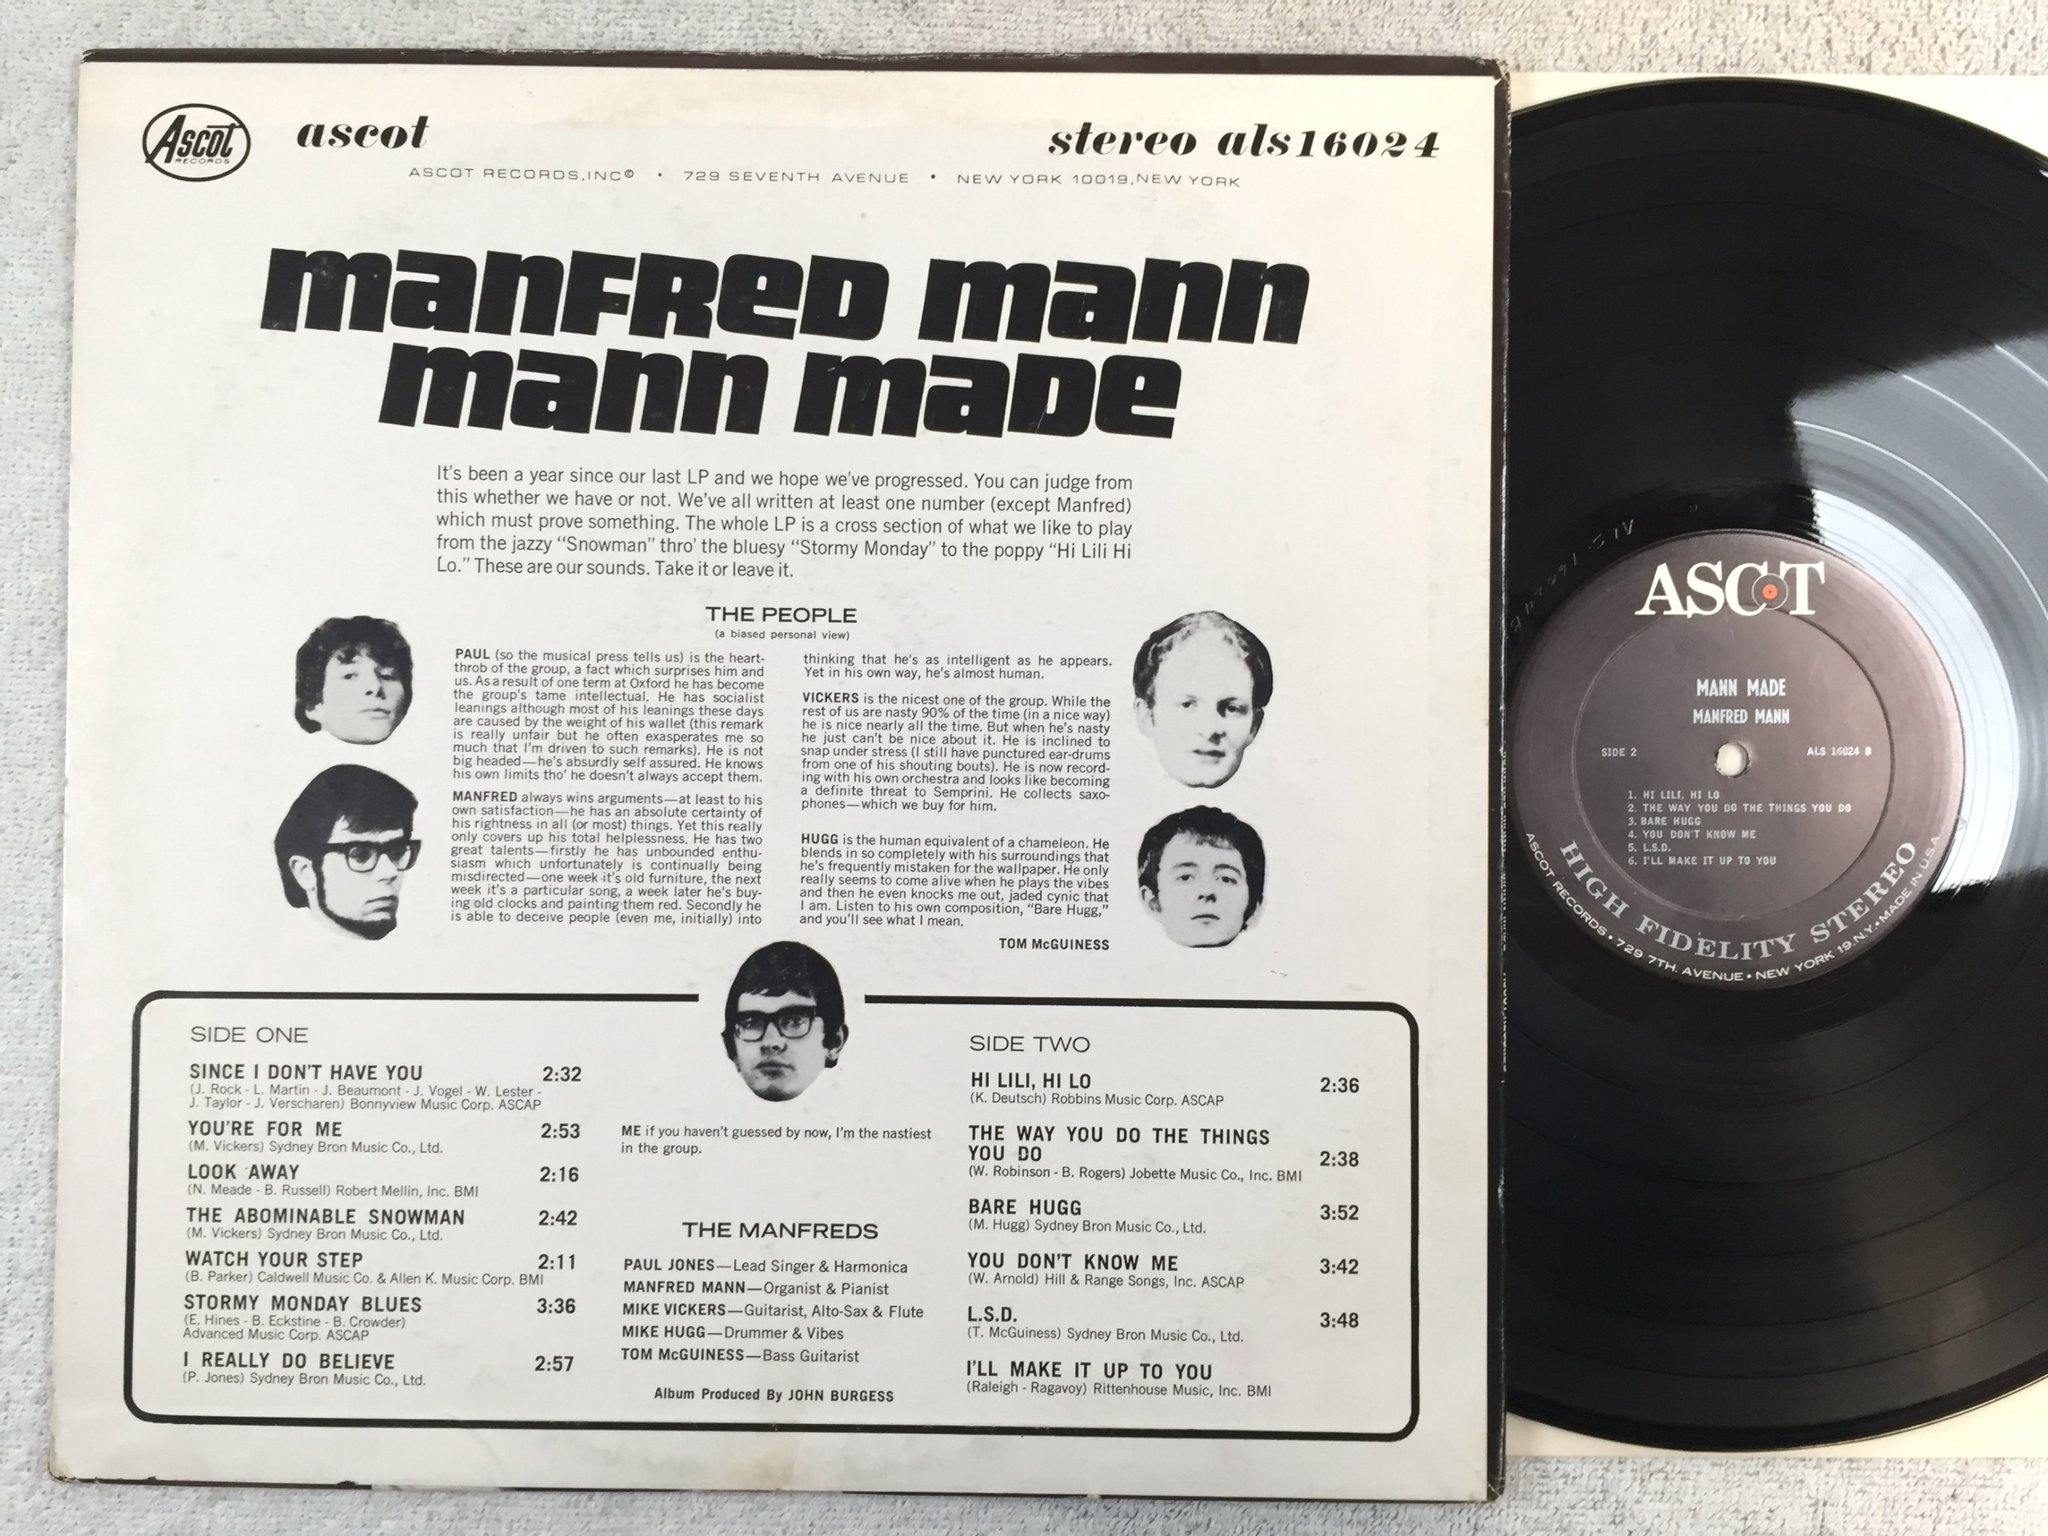 Ascot
RECORDS
ascot
stereo als16024
ASCOT RECORDS, INC© • 729 SEVENTH AVENUE • NEW YORK 10019, NEW YORK
manfred mann
mann made
It's been a year since our last LP and we hope we've progressed. You can judge from
this whether we have or not. We've all written at least one number (except Manfred)
which must prove something. The whole LP is a cross section of what we like to play
from the jazzy "Snowman" thro' the bluesy "Stormy Monday" to the poppy "Hi Lili Hi
Lo." These are our sounds. Take it or leave it.
THE PEOPLE
(a biased personal view)
PAUL (so the musical press tells us) is the heart-
throb of the group, a fact which surprises him and
us. As a result of one term at Oxford he has become
the group's tame intellectual. He has socialist
leanings although most of his leanings these days
are caused by the weight of his wallet (this remark
is really unfair but he often exasperates me so
much that I'm driven to such remarks). He is not
big headed—he's absurdly self assured. He knows
his own limits tho' he doesn't always accept them.
MANFRED always wins arguments—at least to his
own satisfaction—he has an absolute certainty of
his rightness in all (or most) things. Yet this really
only covers up his total helplessness. He has two
great talents—firstly he has unbounded enthu-
siasm which unfortunately is continually being
misdirected—one week it's old furniture, the next
week it's a particular song, a week later he's buy-
ing old clocks and painting them red. Secondly he
is able to deceive people (even me, initially) into
thinking that he's as intelligent as he appears.
Yet in his own way, he's almost human.
VICKERS is the nicest one of the group. While the
rest of us are nasty 90% of the time (in a nice way)
he is nice nearly all the time. But when he's nasty
he just can't be nice about it. He is inclined to
snap under stress (I still have punctured ear-drums
from one of his shouting bouts). He is now record-
ing with his own orchestra and looks like becoming
a definite threat to Semprini. He collects saxo-
phones—which we buy for him.
HUGG is the human equivalent of a chameleon. He
blends in so completely with his surroundings that
he's frequently mistaken for the wallpaper. He only
really seems to come alive when he plays the vibes
and then he even knocks me out, jaded cynic that
I am. Listen to his own composition, "Bare Hugg,"
and you'll see what I mean.
TOM McGUINESS
SIDE ONE
SINCE I DON'T HAVE YOU 2:32
(J. Rock - L. Martin - J. Beaumont - J. Vogel - W. Lester -
J. Taylor - J. Verscharen) Bonnyview Music Corp. ASCAP
YOU'RE FOR ME 2:53
(M. Vickers) Sydney Bron Music Co., Ltd.
LOOK AWAY 2:16
(N. Meade - B. Russell) Robert Mellin, Inc. BMI
THE ABOMINABLE SNOWMAN 2:42
(M. Vickers) Sydney Bron Music Co., Ltd.
WATCH YOUR STEP 2:11
(B. Parker) Caldwell Music Co. & Allen K. Music Corp. BMI
STORMY MONDAY BLUES 3:36
(E. Hines - B. Eckstine - B. Crowder)
Advanced Music Corp. ASCAP
I REALLY DO BELIEVE 2:57
(P. Jones) Sydney Bron Music Co., Ltd.
ME if you haven't guessed by now, I'm the nastiest
in the group.
THE MANFREDS
PAUL JONES—Lead Singer & Harmonica
MANFRED MANN—Organist & Pianist
MIKE VICKERS—Guitarist, Alto-Sax & Flute
MIKE HUGG—Drummer & Vibes
TOM McGUINESS—Bass Guitarist
Album Produced By JOHN BURGESS
SIDE TWO
HI LILI, HI LO 2:36
(K. Deutsch) Robbins Music Corp. ASCAP
THE WAY YOU DO THE THINGS
YOU DO 2:38
(W. Robinson - B. Rogers) Jobette Music Co., Inc. BMI
BARE HUGG 3:52
(M. Hugg) Sydney Bron Music Co., Ltd.
YOU DON'T KNOW ME 3:42
(W. Arnold) Hill & Range Songs, Inc. ASCAP
L.S.D. 3:48
(T. McGuiness) Sydney Bron Music Co., Ltd.
I'LL MAKE IT UP TO YOU
(Raleigh - Ragavoy) Rittenhouse Music, Inc. BMI
ASCOT
MANN MADE
MANFRED MANN
SIDE 2
ALS 16024 B
1. HI LILI, HI LO
2. THE WAY YOU DO THE THINGS YOU DO
3. BARE HUGG
4. YOU DON'T KNOW ME
5. L.S.D.
6. I'LL MAKE IT UP TO YOU
HIGH FIDELITY STEREO
ASCOT RECORDS • 729 7TH. AVENUE • NEW YORK 19, N.Y. • MADE IN U.S.A.